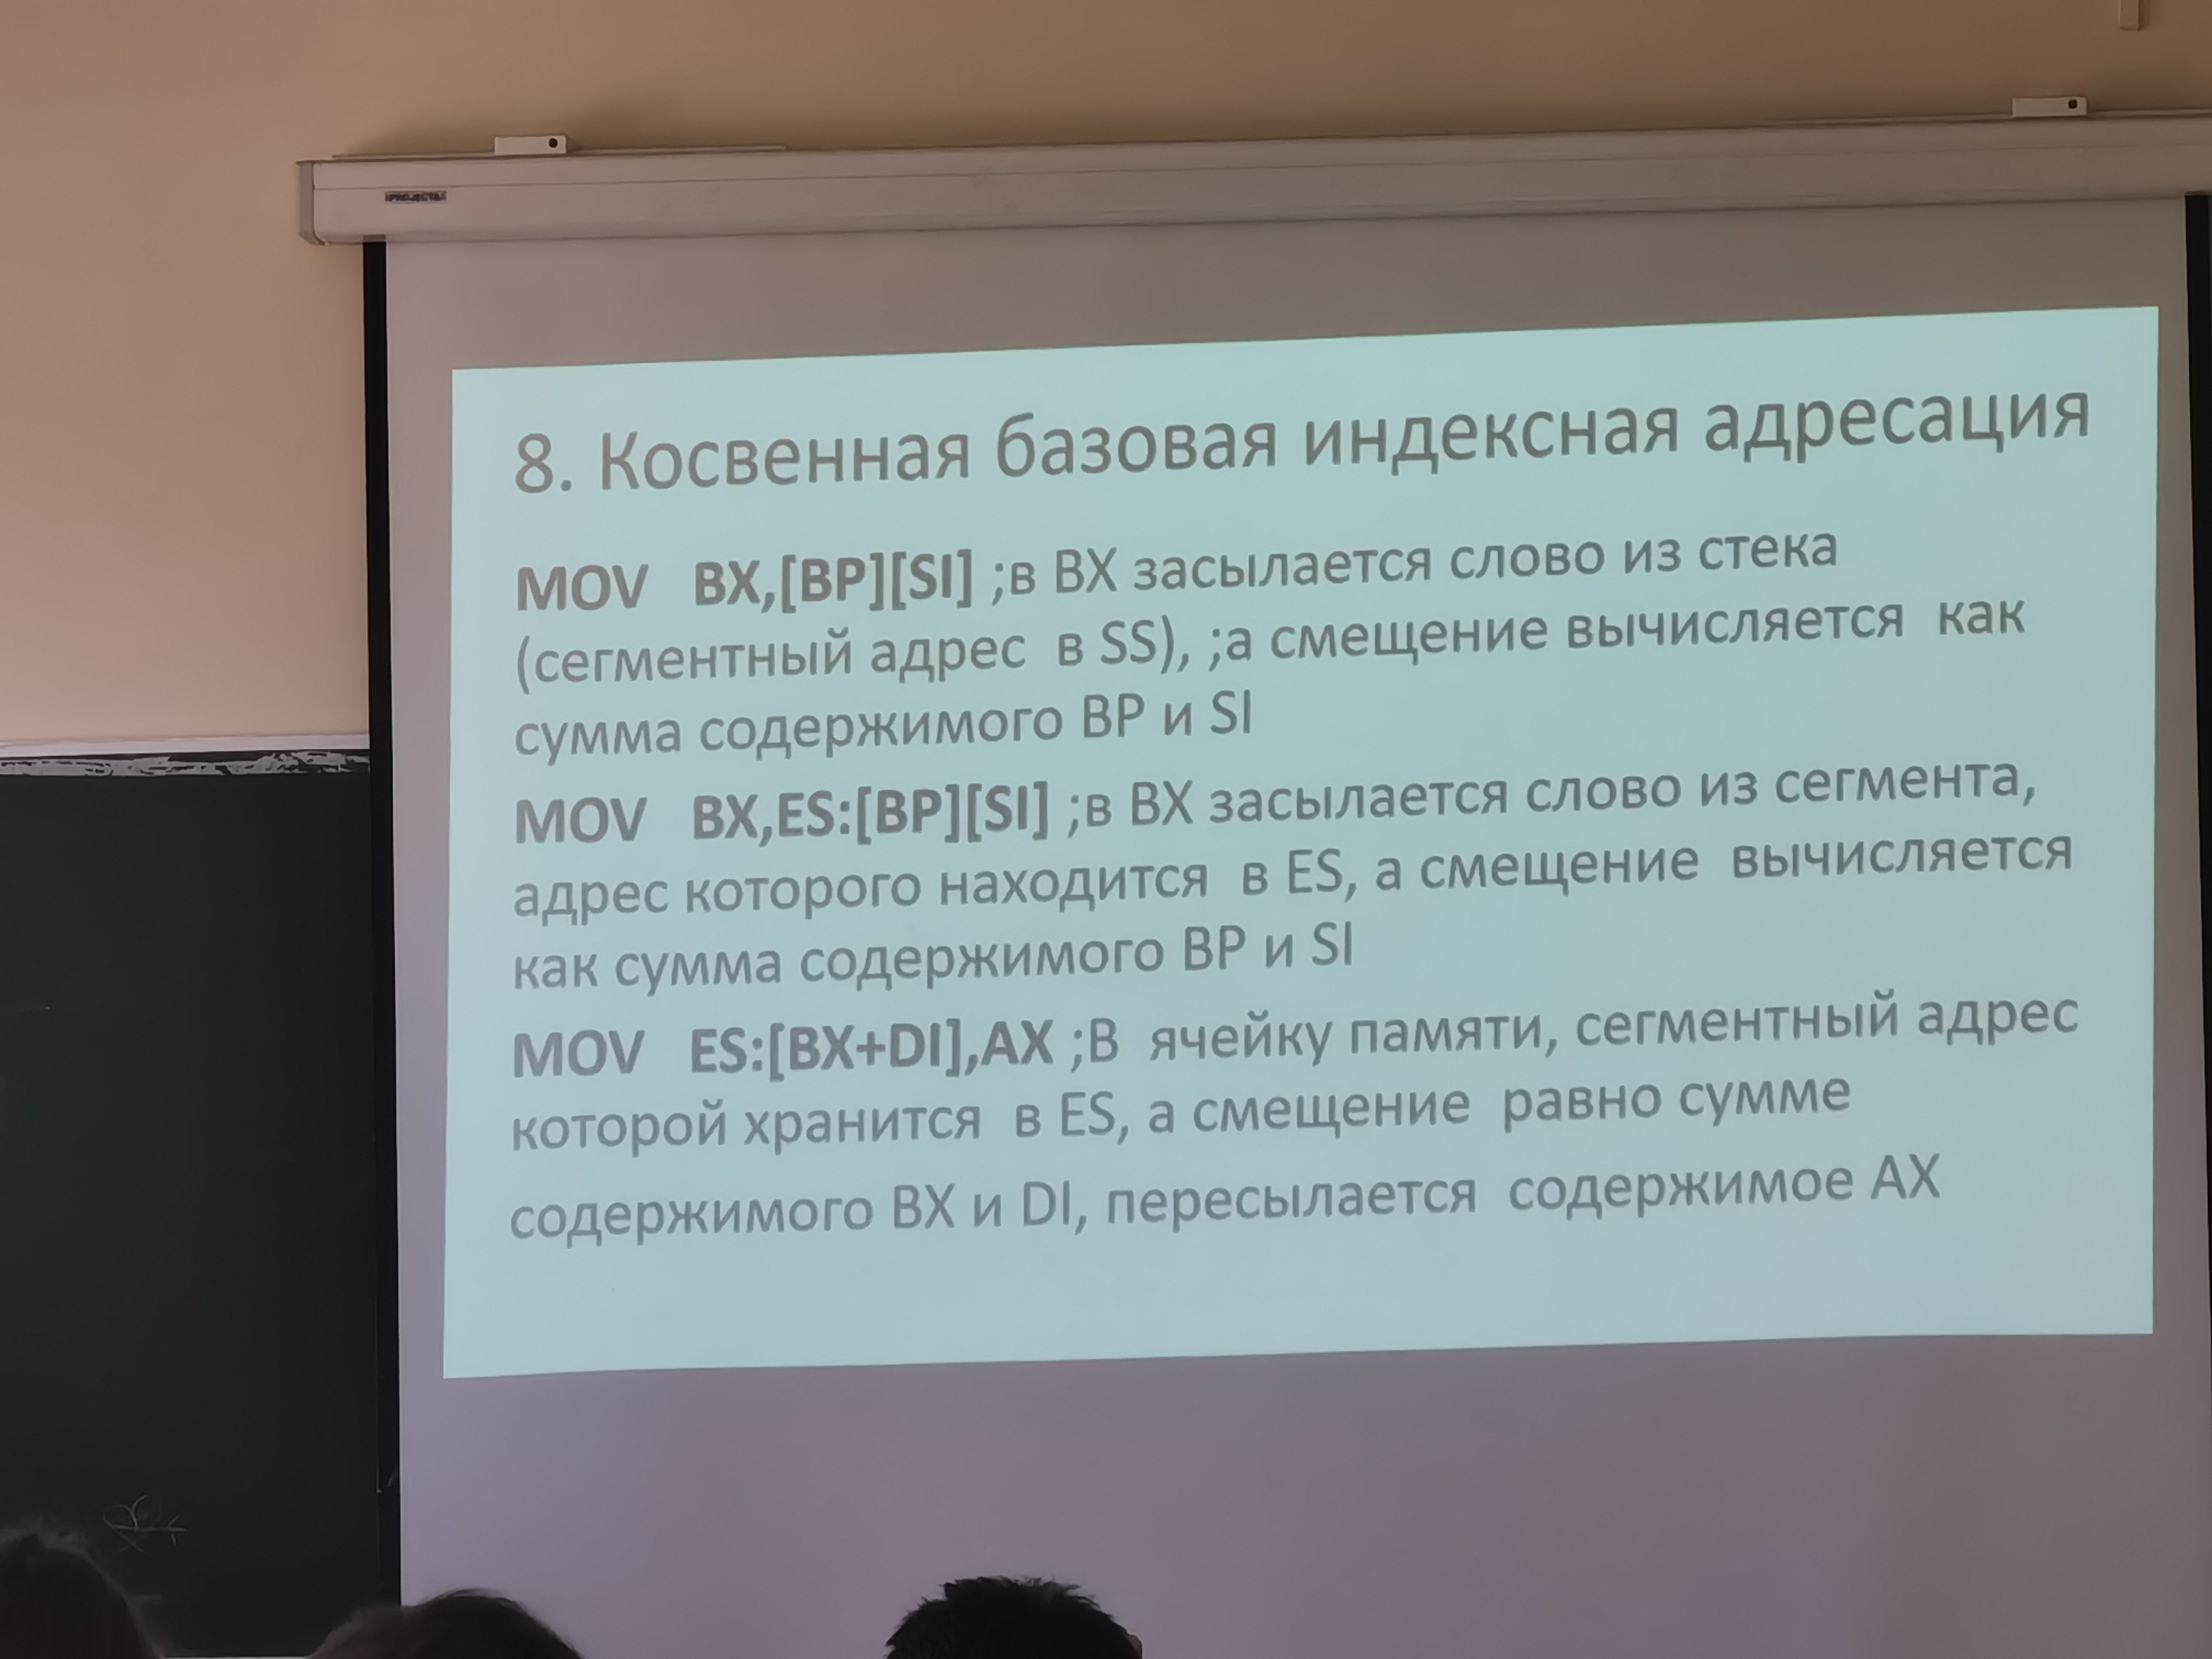 PROJECTA
8. Косвенная базовая индексная адресация
MOV BX,[BP][SI] ;в BX засылается слово из стека
(сегментный адрес в SS), ;а смещение вычисляется как
сумма содержимого BP и SI
MOV BX,ES:[BP][SI] ;в BX засылается слово из сегмента,
адрес которого находится в ES, а смещение вычисляется
как сумма содержимого BP и SI
MOV ES:[BX+DI],AX ;В ячейку памяти, сегментный адрес
которой хранится в ES, а смещение равно сумме
содержимого BX и DI, пересылается содержимое AX